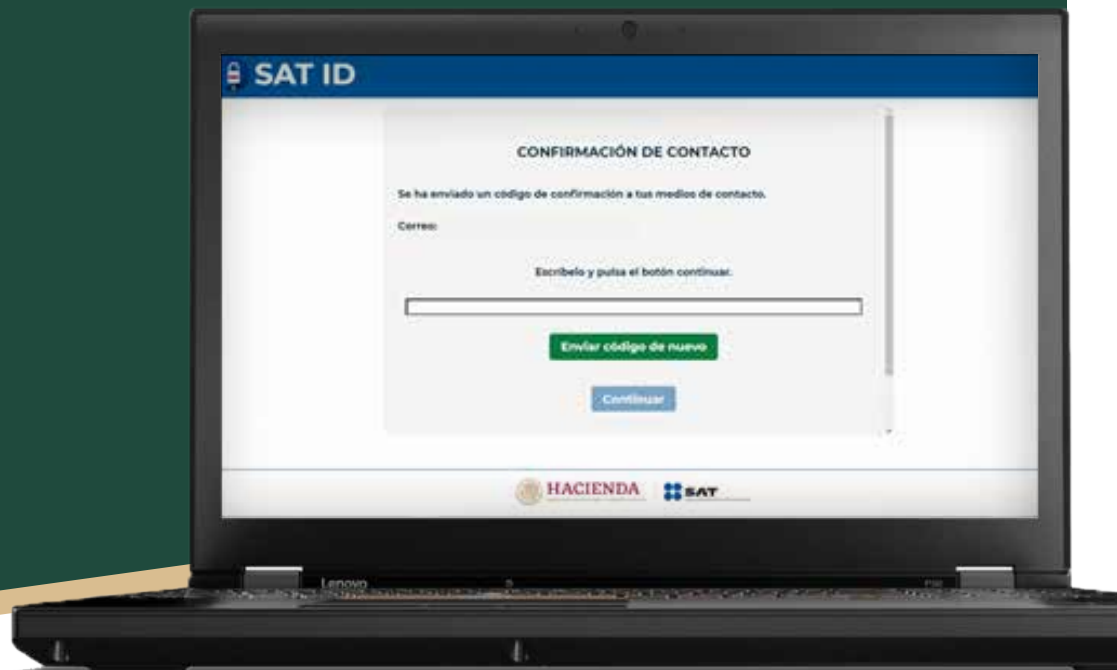 SAT ID
CONFIRMACIÓN DE CONTACTO
Se ha enviado un código de confirmación a tus medios de contacto.
Correo:
Escríbelo y pulsa el botón continuar.
Enviar código de nuevo
Continuar
HACIENDA SAT
Lenovo